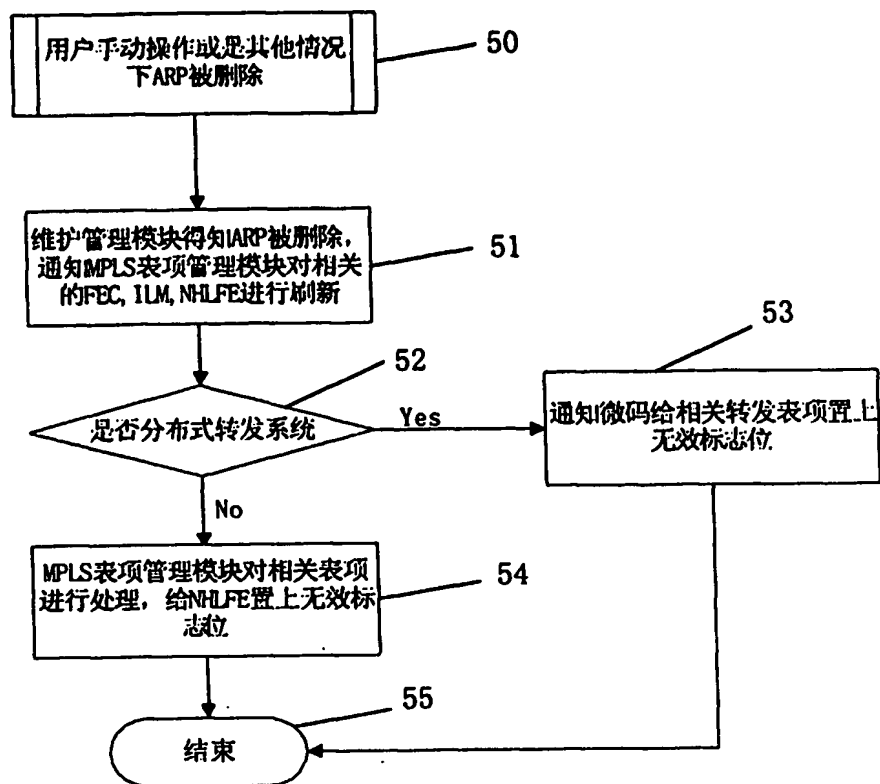 用户手动操作或是其他情况
下ARP被删除
50
维护管理模块得知ARP被删除,
通知MPLS表项管理模块对相关
的FEC, ILM, NHLFE进行刷新
51
52
是否分布式转发系统
Yes
53
通知微码给相关转发表项置上
无效标志位
No
MPLS表项管理模块对相关表项
进行处理, 给NHLFE置上无效标
志位
54
55
结束